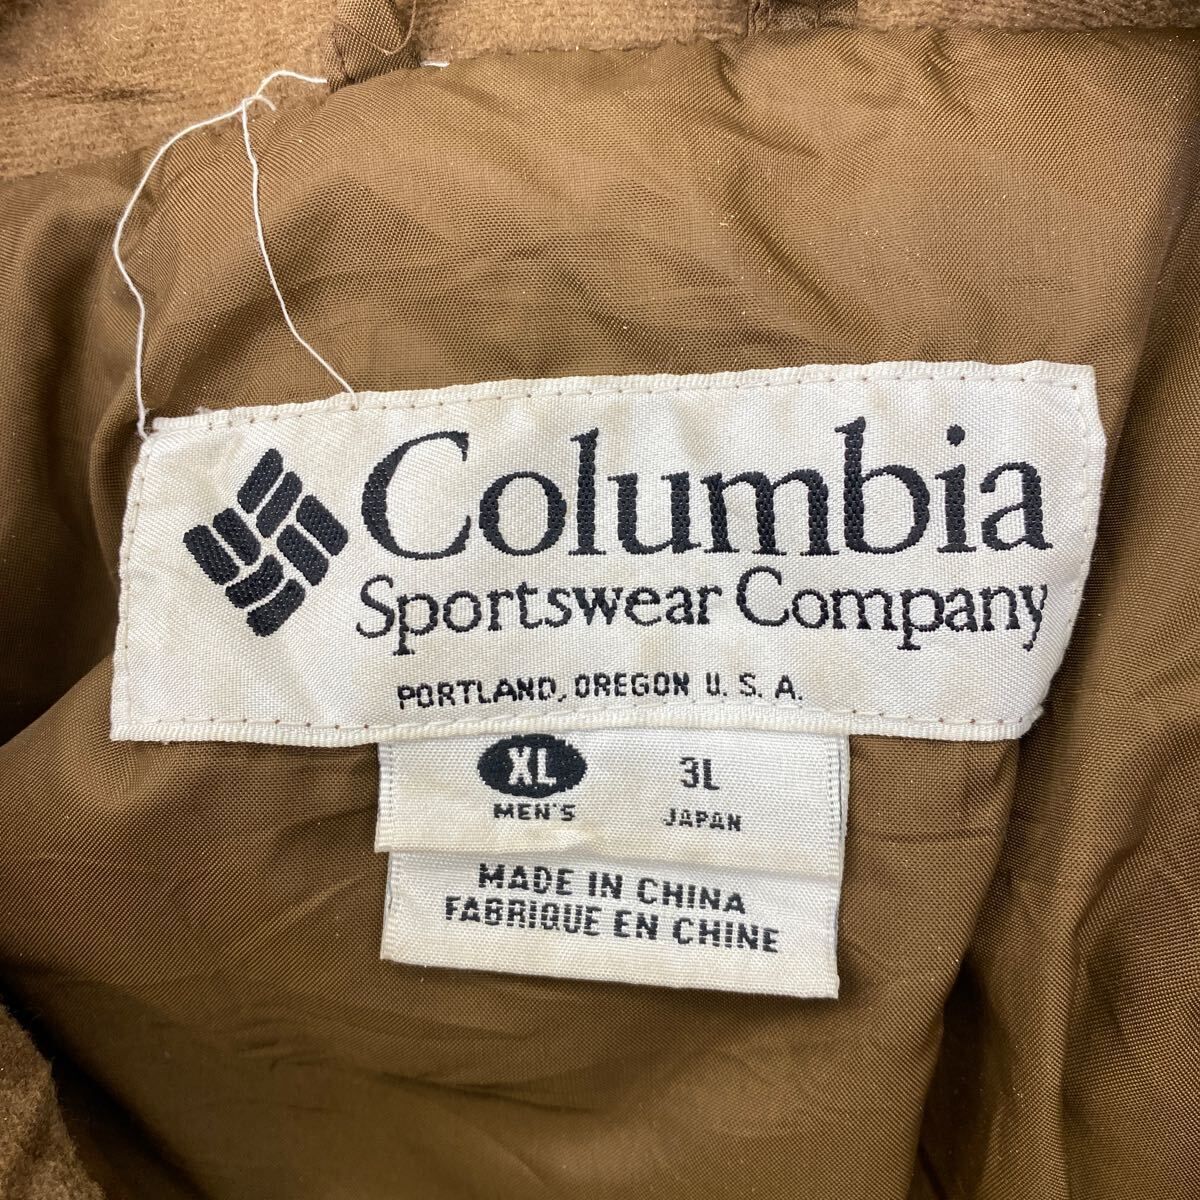 Columbia
Sportswear Company
PORTLAND, OREGON U. S. A.
XL 3L
MEN'S JAPAN
MADE IN CHINA
FABRIQUE EN CHINE